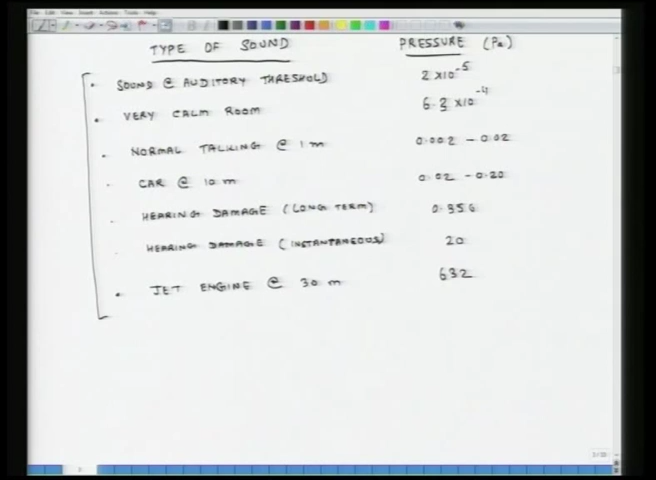 TYPE OF SOUND PRESSURE (Pa)
SOUND @ AUDITORY THRESHOLD 2 x10^-5
VERY CALM ROOM 6.3 x10^-4
NORMAL TALKING @ 1 m 0.002 - 0.02
CAR @ 10 m 0.02 - 0.20
HEARING DAMAGE (LONG TERM) 0.356
HEARING DAMAGE (INSTANTANEOUS) 20
JET ENGINE @ 30 m 632